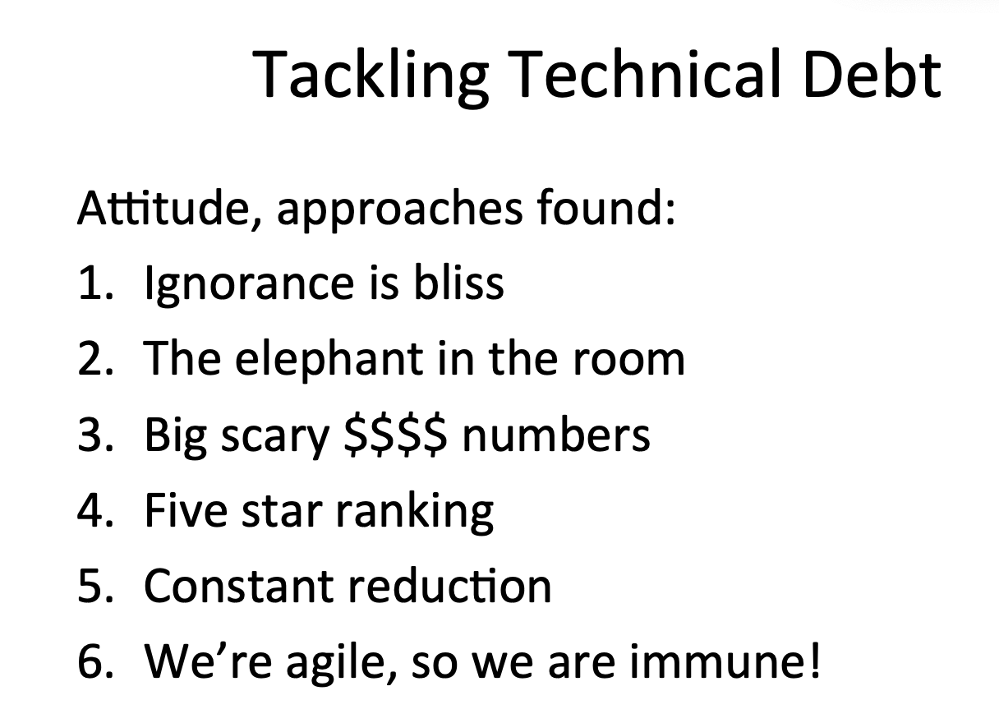 Tackling Technical Debt
Attitude, approaches found:
1. Ignorance is bliss
2. The elephant in the room
3. Big scary $$$$ numbers
4. Five star ranking
5. Constant reduction
6. We’re agile, so we are immune!